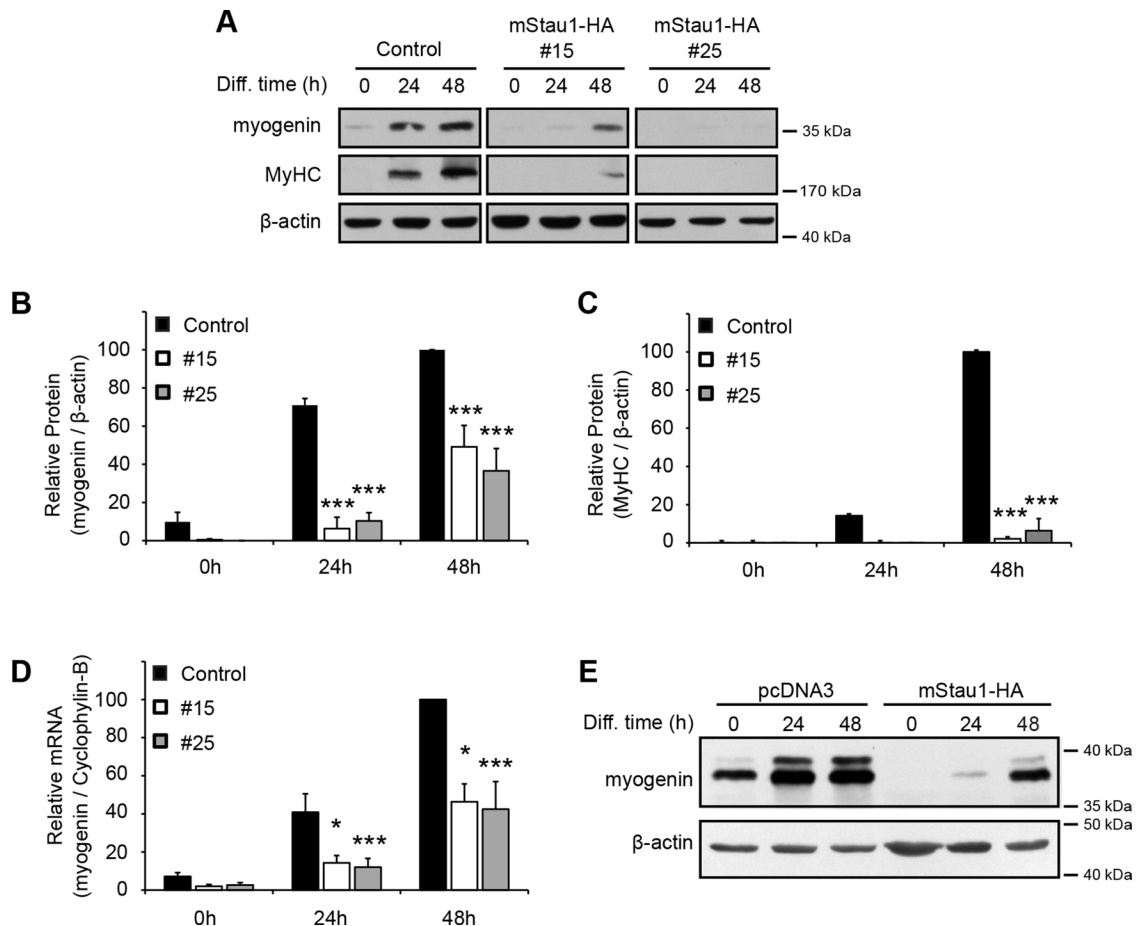 A
Control
mStau1-HA
#15
mStau1-HA
#25
Diff. time (h) 0 24 48 0 24 48 0 24 48
myogenin
35 kDa
MyHC
170 kDa
β-actin
40 kDa
B
Relative Protein
(myogenin / β-actin)
100
80
60
40
20
0
Control
#15
#25
***
***
***
***
0h 24h 48h
C
Relative Protein
(MyHC / β-actin)
100
80
60
40
20
0
Control
#15
#25
***
***
0h 24h 48h
D
Relative mRNA
(myogenin / Cyclophylin-B)
100
80
60
40
20
0
Control
#15
#25
*
***
*
***
0h 24h 48h
E
pcDNA3 mStau1-HA
Diff. time (h) 0 24 48 0 24 48
40 kDa
myogenin
35 kDa
50 kDa
β-actin
40 kDa